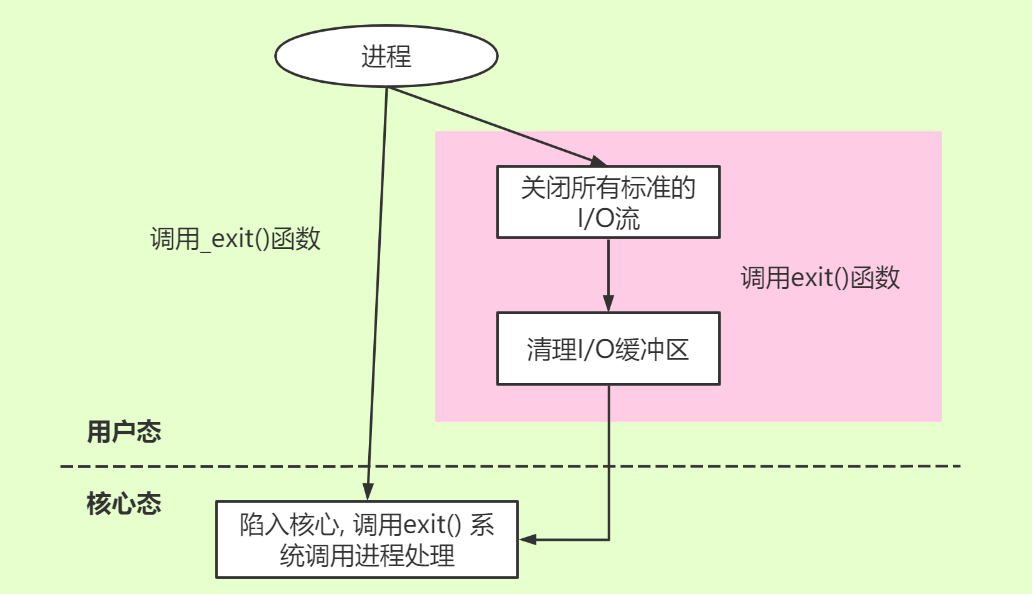 进程
关闭所有标准的
I/O流
调用_exit()函数
调用exit()函数
清理I/O缓冲区
用户态
核心态
陷入核心, 调用exit() 系
统调用进程处理